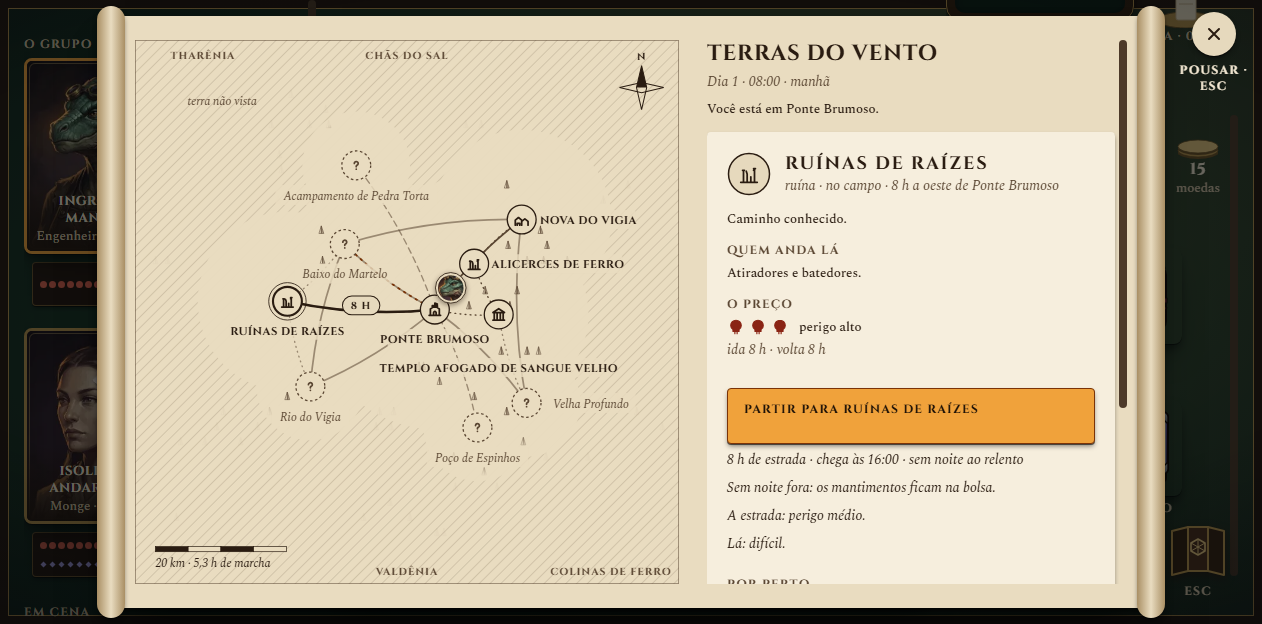 O GRUPO
Engenheir
ISOL
ANDAR
Monge ·
EM CENA
THARÊNIA
CHÃS DO SAL
N
terra não vista
?
Acampamento de Pedra Torta
NOVA DO VIGIA
?
ALICERCES DE FERRO
Baixo do Martelo
8 H
RUÍNAS DE RAÍZES
PONTE BRUMOSO
TEMPLO AFOGADO DE SANGUE VELHO
?
?
Velha Profundo
Rio do Vigia
?
Poço de Espinhos
20 km · 5,3 h de marcha
VALDÊNIA
COLINAS DE FERRO
TERRAS DO VENTO
Dia 1 · 08:00 · manhã
Você está em Ponte Brumoso.
RUÍNAS DE RAÍZES
ruína · no campo · 8 h a oeste de Ponte Brumoso
Caminho conhecido.
QUEM ANDA LÁ
Atiradores e batedores.
O PREÇO
perigo alto
ida 8 h · volta 8 h
PARTIR PARA RUÍNAS DE RAÍZES
8 h de estrada · chega às 16:00 · sem noite ao relento
Sem noite fora: os mantimentos ficam na bolsa.
A estrada: perigo médio.
Lá: difícil.
POR PERTO
POUSAR ·
ESC
15
moedas
ESC